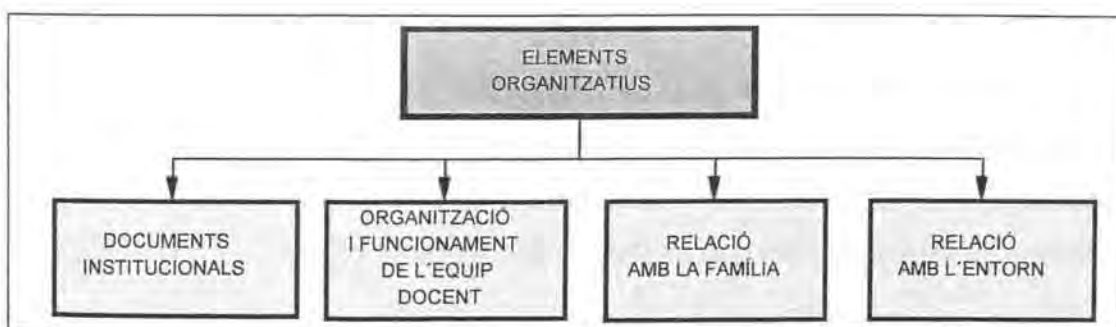 ELEMENTS
ORGANITZATIUS
DOCUMENTS
INSTITUCIONALS
ORGANITZACIÓ
I FUNCIONAMENT
DE L´EQUIP
DOCENT
RELACIÓ
AMB LA FAMÍLIA
RELACIÓ
AMB L´ENTORN